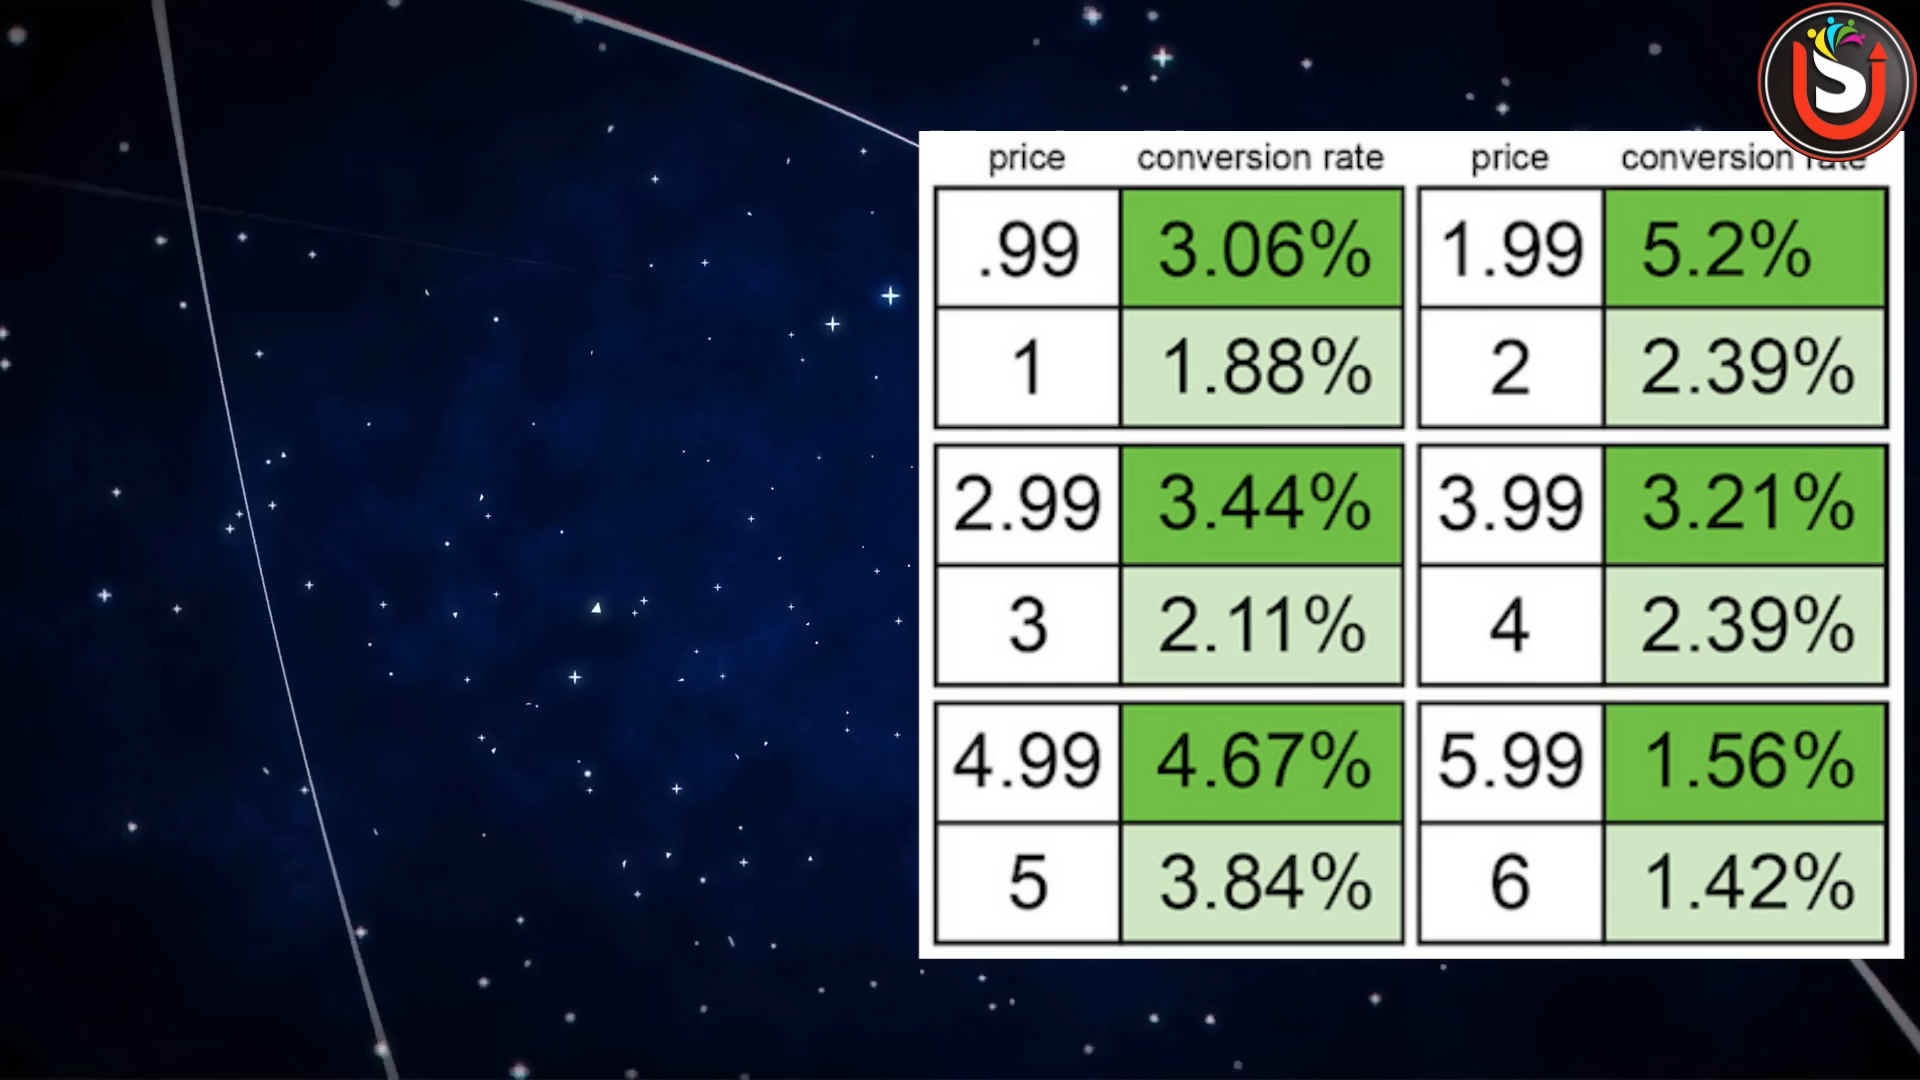 price conversion rate price conversion rate
.99 3.06% 1.99 5.2%
1 1.88% 2 2.39%
2.99 3.44% 3.99 3.21%
3 2.11% 4 2.39%
4.99 4.67% 5.99 1.56%
5 3.84% 6 1.42%